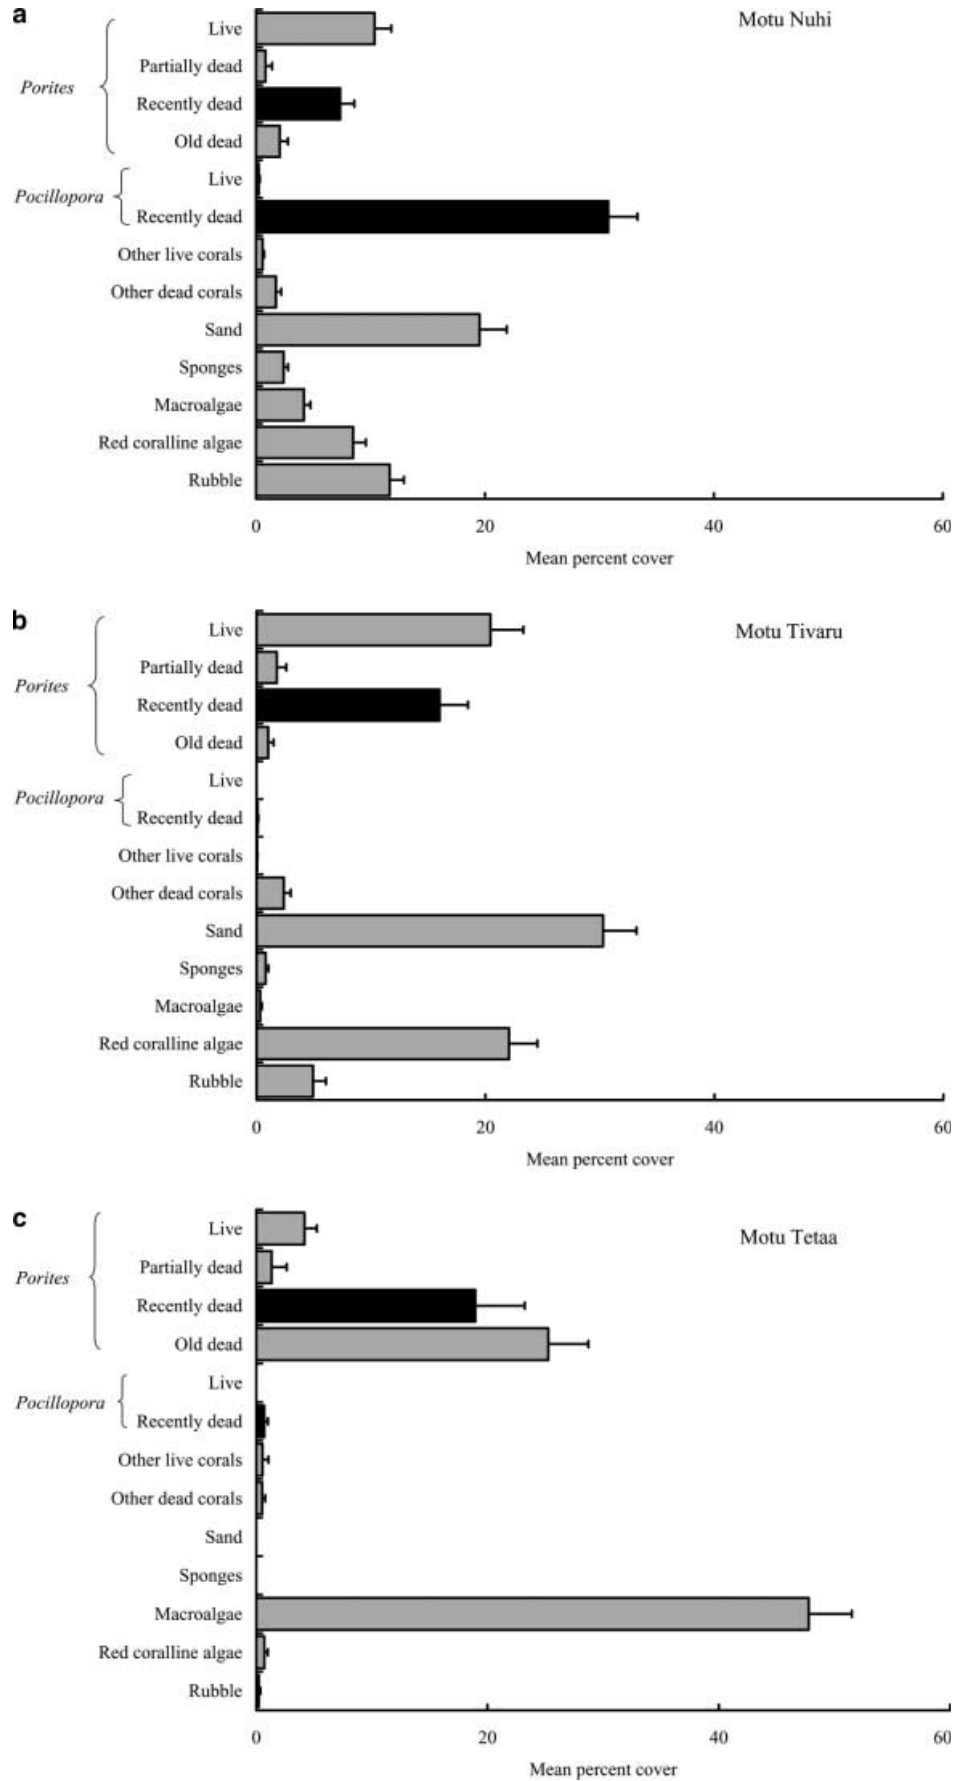 a
Motu Nuhi
Porites
Live
Partially dead
Recently dead
Old dead
Pocillopora
Live
Recently dead
Other live corals
Other dead corals
Sand
Sponges
Macroalgae
Red coralline algae
Rubble
0 20 40 60
Mean percent cover
b
Motu Tivaru
Porites
Live
Partially dead
Recently dead
Old dead
Pocillopora
Live
Recently dead
Other live corals
Other dead corals
Sand
Sponges
Macroalgae
Red coralline algae
Rubble
0 20 40 60
Mean percent cover
c
Motu Tetaa
Porites
Live
Partially dead
Recently dead
Old dead
Pocillopora
Live
Recently dead
Other live corals
Other dead corals
Sand
Sponges
Macroalgae
Red coralline algae
Rubble
0 20 40 60
Mean percent cover